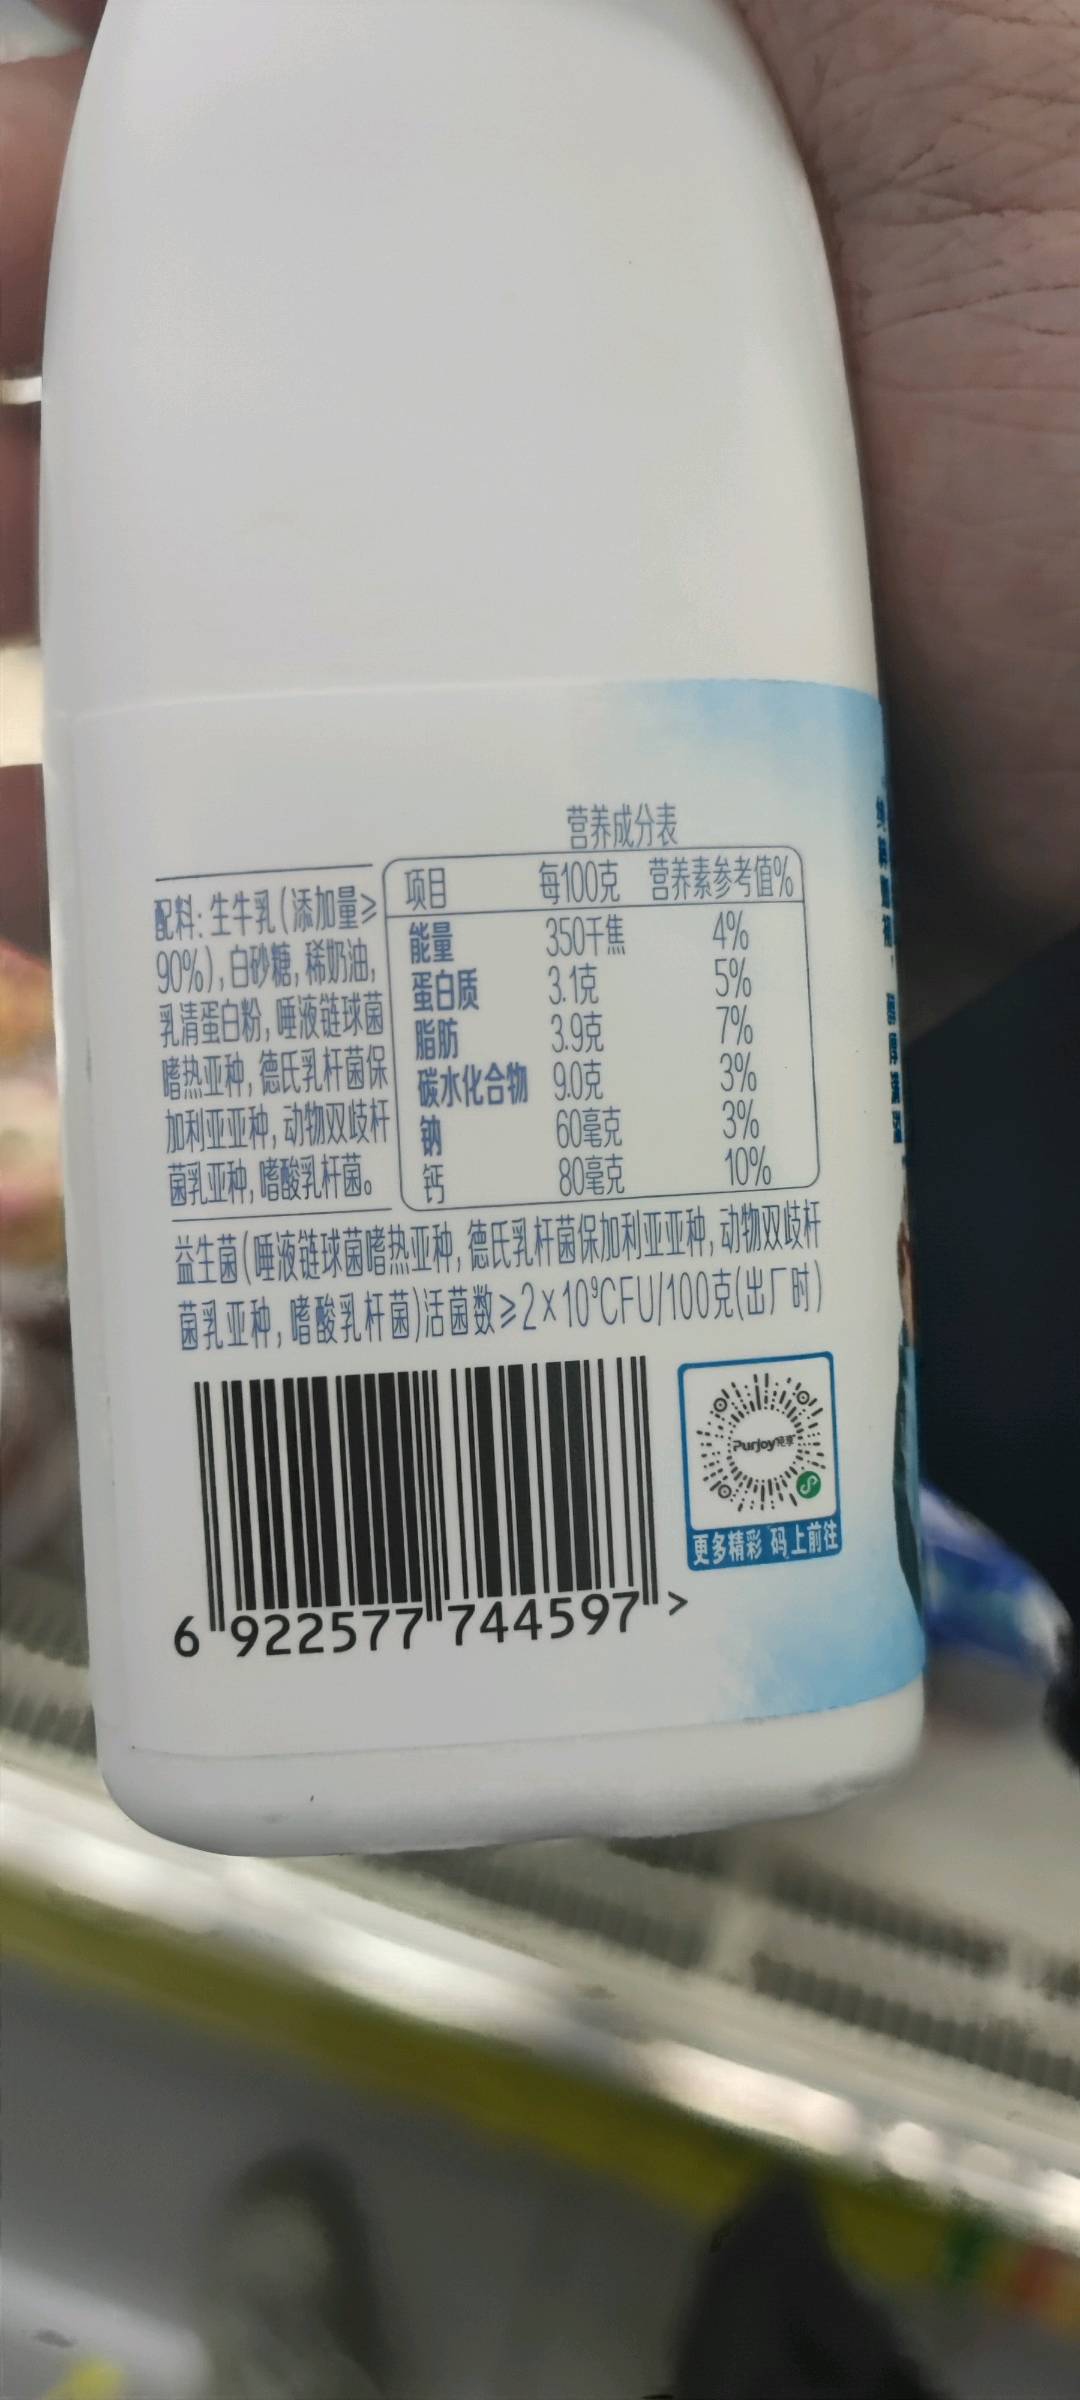 营养成分表
项目 每100克 营养素参考值%
能量 350千焦 4%
蛋白质 3.1克 5%
脂肪 3.9克 7%
碳水化合物 9.0克 3%
钠 60毫克 3%
钙 80毫克 10%
配料: 生牛乳(添加量≥
90%), 白砂糖, 稀奶油,
乳清蛋白粉, 唾液链球菌
嗜热亚种, 德氏乳杆菌保
加利亚亚种, 动物双歧杆
菌乳亚种, 嗜酸乳杆菌。
益生菌(唾液链球菌嗜热亚种, 德氏乳杆菌保加利亚亚种, 动物双歧杆
菌乳亚种, 嗜酸乳杆菌)活菌数≥2×10⁹CFU/100克(出厂时)
Purjoy纯享
更多精彩 码上前往
6 922577 744597 >